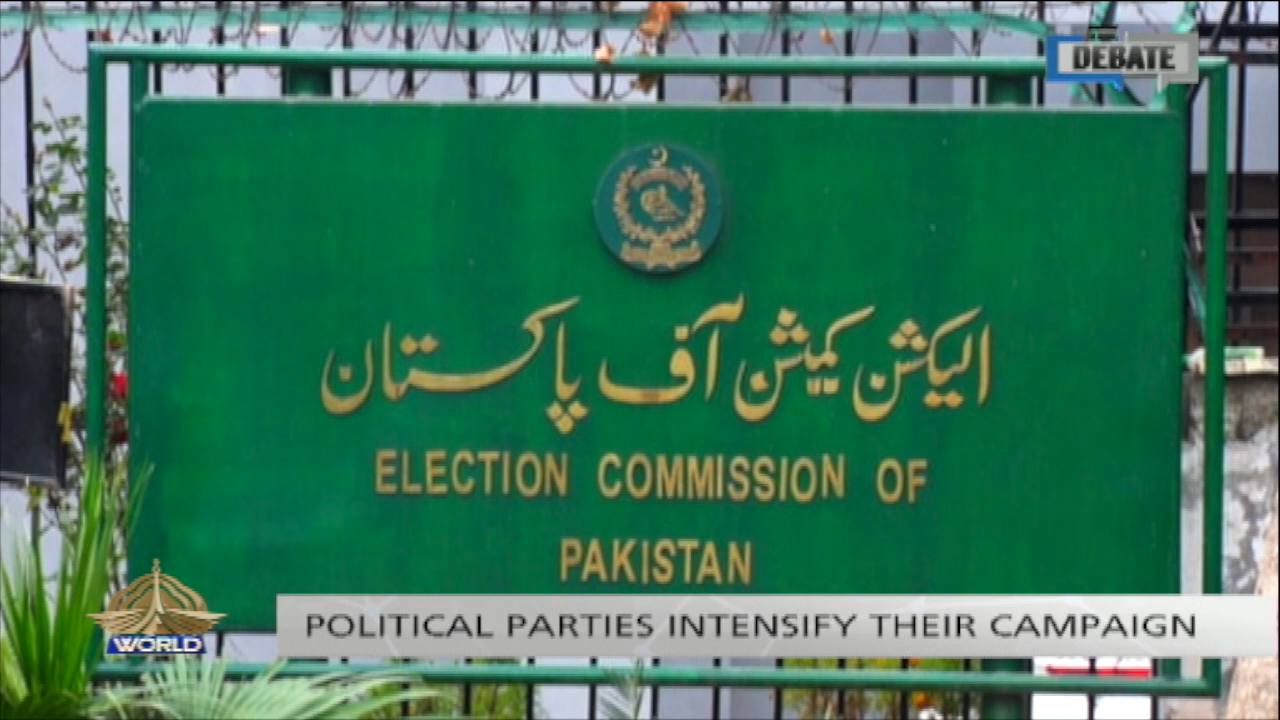 DEBATE
الیکشن کمیشن آف پاکستان
ELECTION COMMISSION OF
PAKISTAN
WORLD
POLITICAL PARTIES INTENSIFY THEIR CAMPAIGN